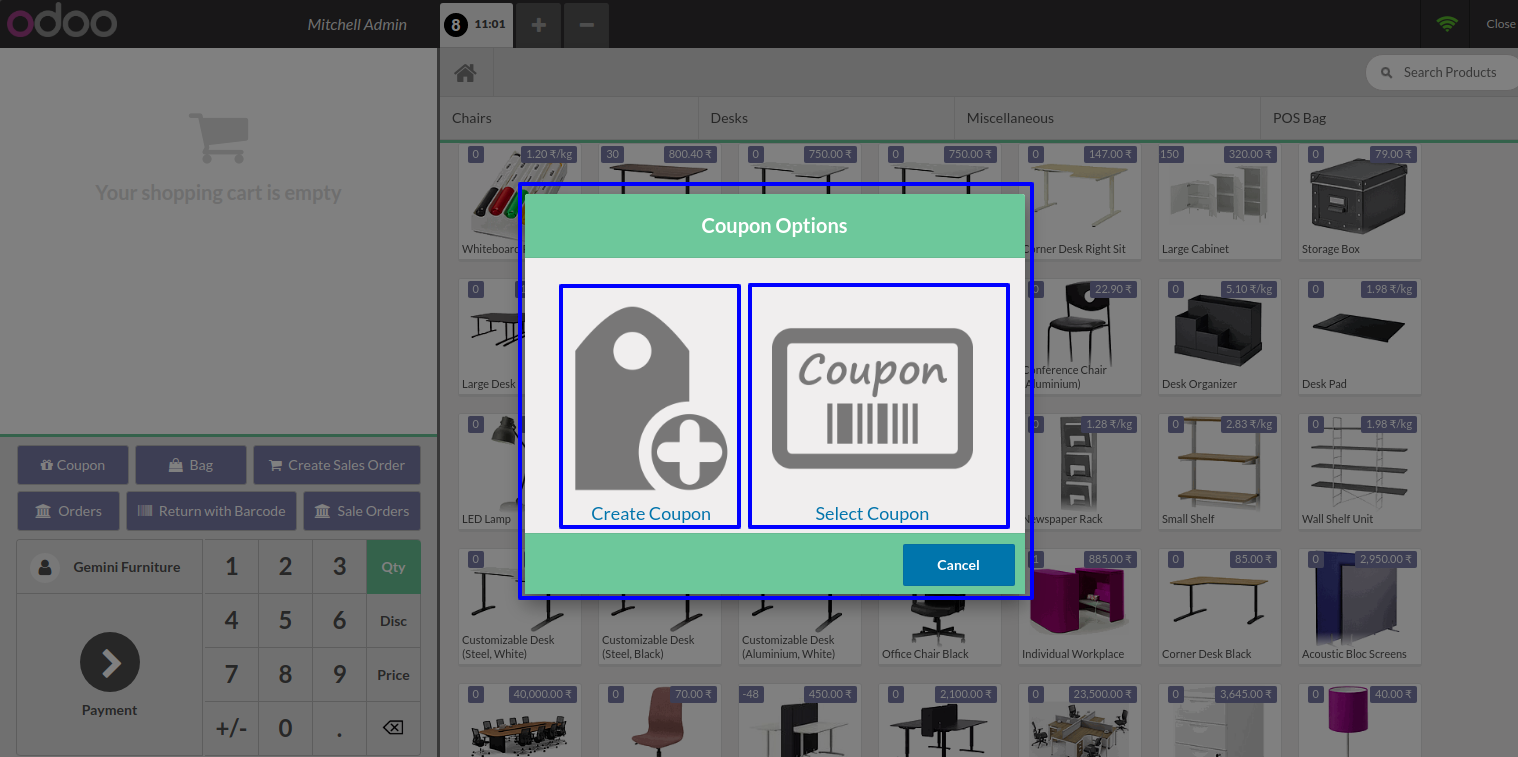 odoo
Mitchell Admin
8 11:01
Close
Your shopping cart is empty
Search Products
Chairs
Desks
Miscellaneous
POS Bag
0 1.20 ₹/kg
30 800.40 ₹
0 750.00 ₹
0 750.00 ₹
0 147.00 ₹
150 320.00 ₹
0 79.00 ₹
Whiteboard
Corner Desk Right Sit
Large Cabinet
Storage Box
Coupon Options
Coupon
Create Coupon
Select Coupon
Cancel
0
0 22.90 ₹
0 5.10 ₹/kg
0 1.98 ₹/kg
Large Desk
Conference Chair
(Aluminium)
Desk Organizer
Desk Pad
0
0 1.28 ₹/kg
0 2.83 ₹/kg
0 1.98 ₹/kg
LED Lamp
Newspaper Rack
Small Shelf
Wall Shelf Unit
0
1 885.00 ₹
0 85.00 ₹
0 2,950.00 ₹
Customizable Desk
(Steel, White)
Customizable Desk
(Steel, Black)
Customizable Desk
(Aluminium, White)
Office Chair Black
Individual Workplace
Corner Desk Black
Acoustic Bloc Screens
0 40,000.00 ₹
0 70.00 ₹
-48 450.00 ₹
0 2,100.00 ₹
0 23,500.00 ₹
0 3,645.00 ₹
0 40.00 ₹
Coupon
Bag
Create Sales Order
Orders
Return with Barcode
Sale Orders
Gemini Furniture
1 2 3 Qty
4 5 6 Disc
7 8 9 Price
+/- 0 .
Payment